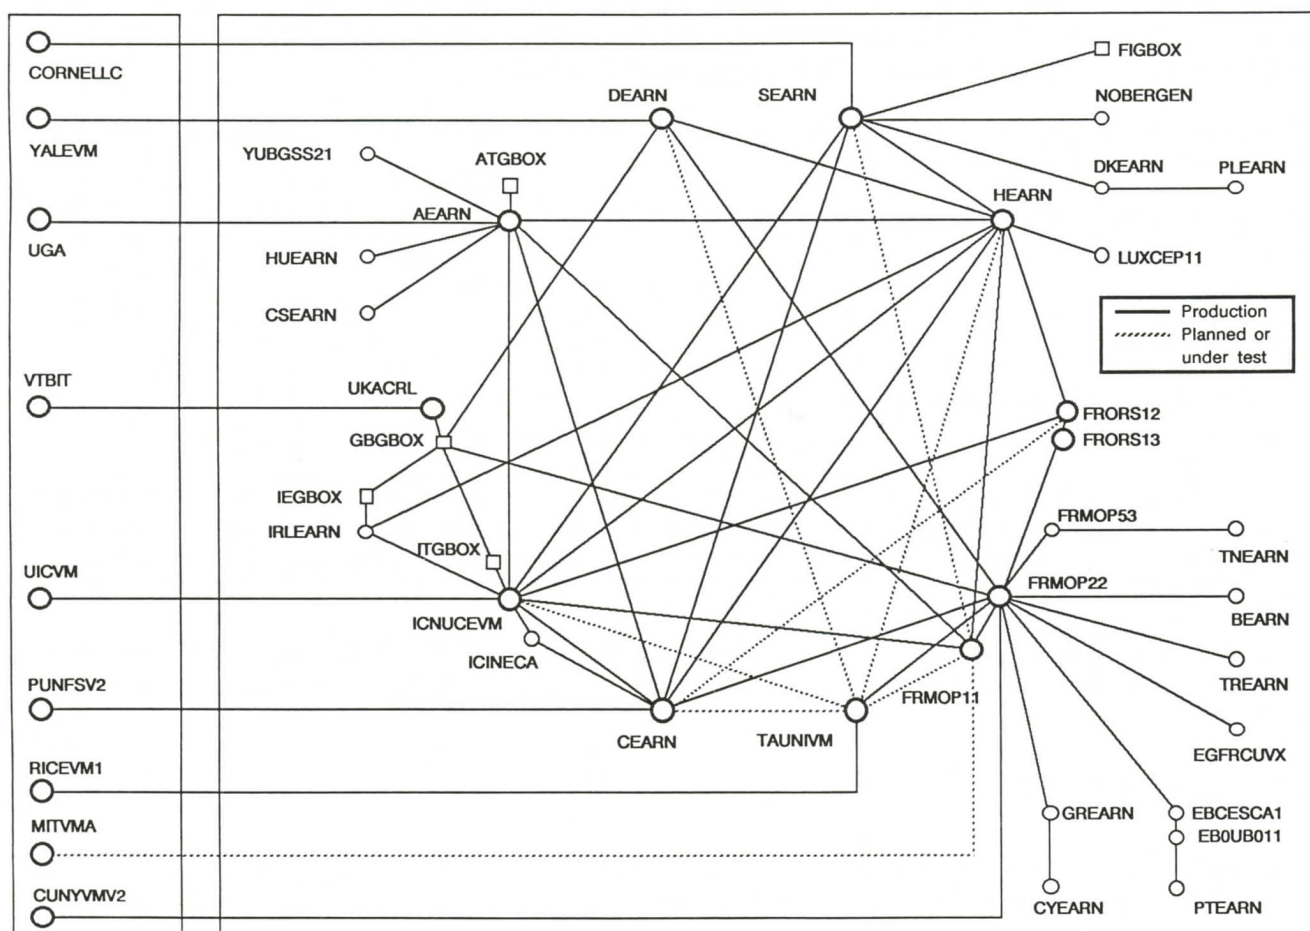 CORNELLC
YALEVM
UGA
VTBIT
UICVM
PUNFSV2
RICEVM1
MITVMA
CUNYVMV2
FIGBOX
DEARN
SEARN
NOBERGEN
YUBGSS21
ATGBOX
DKEARN
PLEARN
AEARN
HEARN
HUEARN
LUXCEP11
CSEARN
Production
Planned or
under test
UKACRL
FRORS12
GBGBOX
FRORS13
IEGBOX
FRMOP53
IRLEARN
ITGBOX
TNEARN
FRMOP22
ICNUCEVM
BEARN
ICINECA
TREARN
FRMOP11
CEARN
TAUNIVM
EGFRCUVX
GREARN
EBCESCA1
EB0UB011
CYEARN
PTEARN